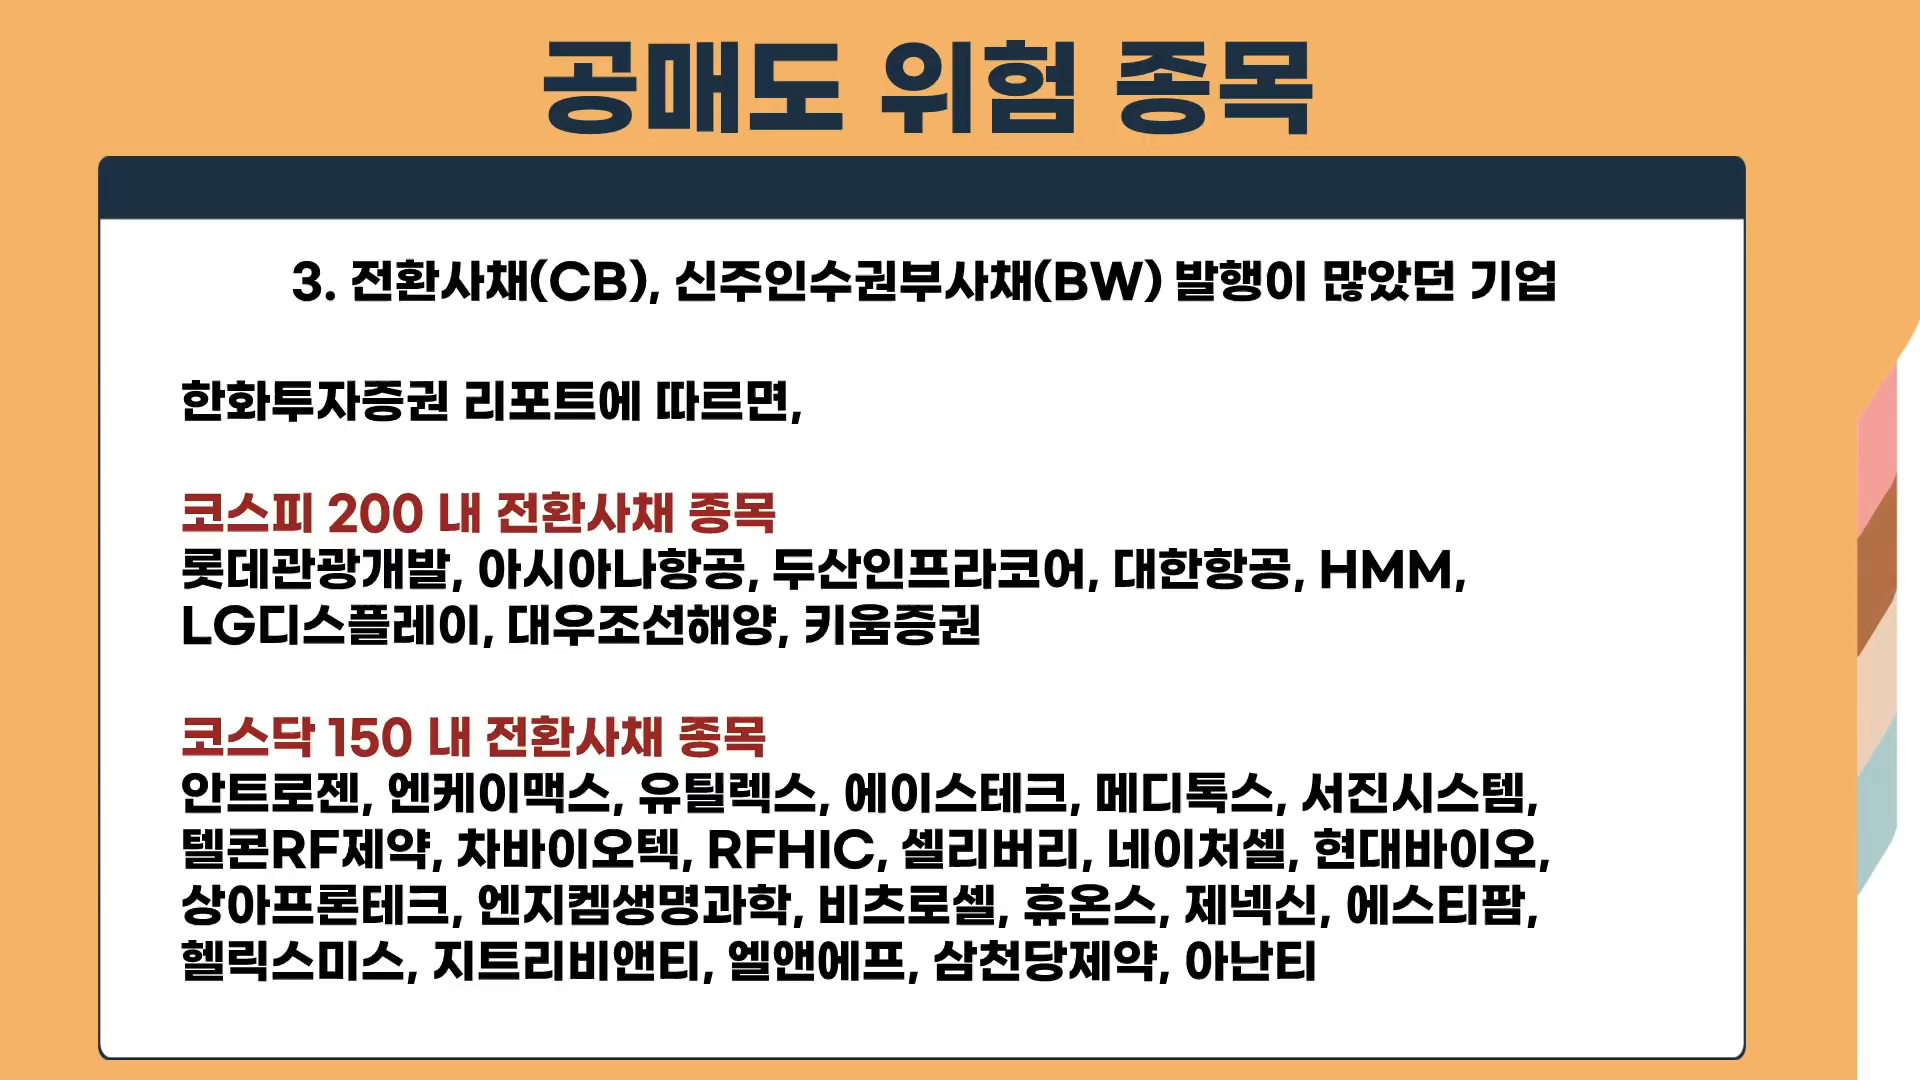 공매도 위험 종목
3. 전환사채(CB), 신주인수권부사채(BW) 발행이 많았던 기업
한화투자증권 리포트에 따르면,
코스피 200 내 전환사채 종목
롯데관광개발, 아시아나항공, 두산인프라코어, 대한항공, HMM,
LG디스플레이, 대우조선해양, 키움증권
코스닥 150 내 전환사채 종목
안트로젠, 엔케이맥스, 유틸렉스, 에이스테크, 메디톡스, 서진시스템,
텔콘RF제약, 차바이오텍, RFHIC, 셀리버리, 네이처셀, 현대바이오,
상아프론테크, 엔지켐생명과학, 비츠로셀, 휴온스, 제넥신, 에스티팜,
헬릭스미스, 지트리비앤티, 엘앤에프, 삼천당제약, 아난티